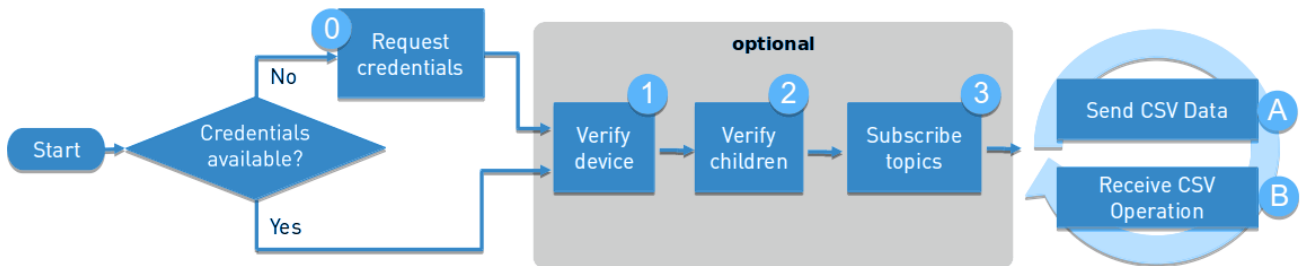 Start
Credentials
available?
No
Yes
0
Request
credentials
optional
1
Verify
device
2
Verify
children
3
Subscribe
topics
Send CSV Data
A
Receive CSV
Operation
B